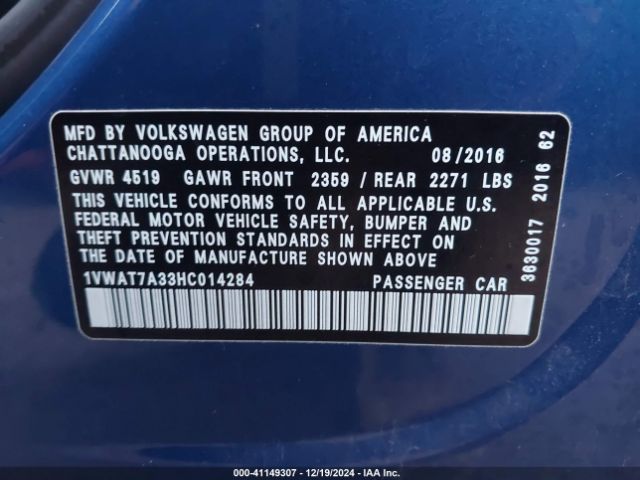 MFD BY VOLKSWAGEN GROUP OF AMERICA
CHATTANOOGA OPERATIONS, LLC. 08/2016
GVWR 4519 GAWR FRONT 2359 / REAR 2271 LBS
THIS VEHICLE CONFORMS TO ALL APPLICABLE U.S.
FEDERAL MOTOR VEHICLE SAFETY, BUMPER AND
THEFT PREVENTION STANDARDS IN EFFECT ON
THE DATE OF MANUFACTURE SHOWN ABOVE
1VWAT7A33HC014284 PASSENGER CAR
3630017 2016 62
00-41149307 - 12/19/2024 - IAA Inc.